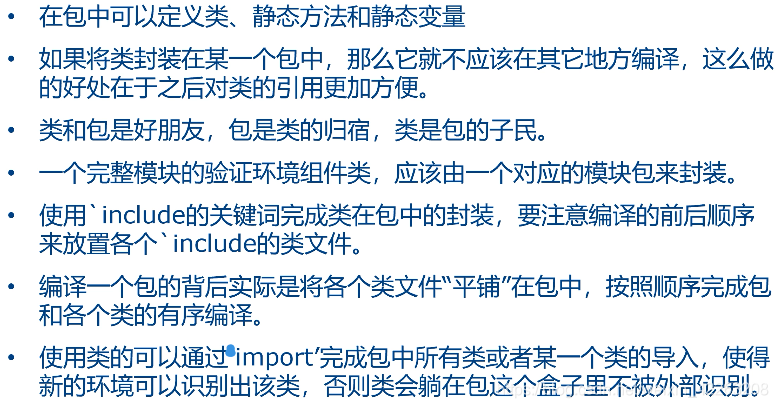 • 在包中可以定义类、静态方法和静态变量
• 如果将类封装在某一个包中，那么它就不应该在其它地方编译，这么做
的好处在于之后对类的引用更加方便。
• 类和包是好朋友，包是类的归宿，类是包的子民。
• 一个完整模块的验证环境组件类，应该由一个对应的模块包来封装。
• 使用`include的关键词完成类在包中的封装，要注意编译的前后顺序
来放置各个`include的类文件。
• 编译一个包的背后实际是将各个类文件“平铺”在包中，按照顺序完成包
和各个类的有序编译。
• 使用类的可以通过‘import’完成包中所有类或者某一个类的导入，使得
新的环境可以识别出该类，否则类会躺在包这个盒子里不被外部识别。